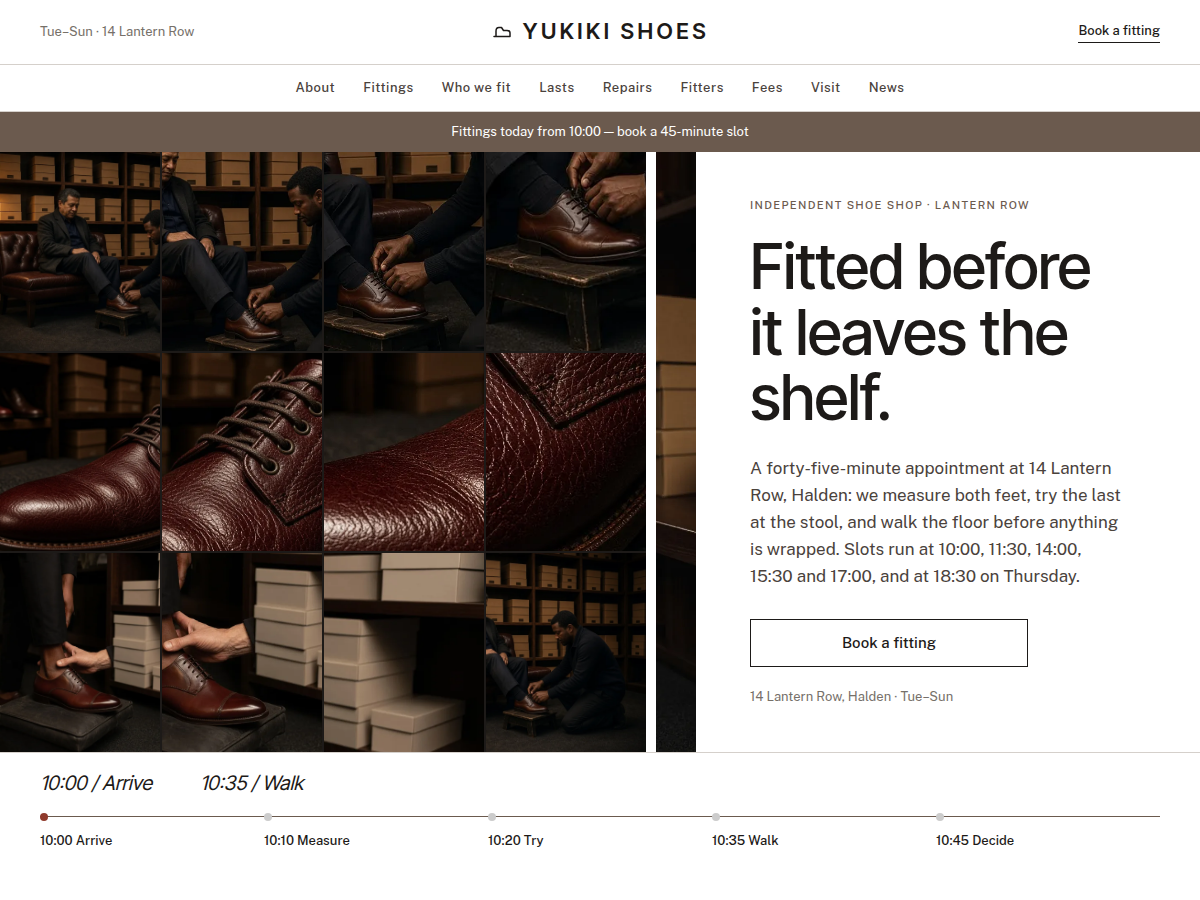 Tue–Sun · 14 Lantern Row
YUKIKI SHOES
Book a fitting
About Fittings Who we fit Lasts Repairs Fitters Fees Visit News
Fittings today from 10:00 — book a 45-minute slot
INDEPENDENT SHOE SHOP · LANTERN ROW
Fitted before
it leaves the
shelf.
A forty-five-minute appointment at 14 Lantern
Row, Halden: we measure both feet, try the last
at the stool, and walk the floor before anything
is wrapped. Slots run at 10:00, 11:30, 14:00,
15:30 and 17:00, and at 18:30 on Thursday.
Book a fitting
14 Lantern Row, Halden · Tue–Sun
10:00 / Arrive 10:35 / Walk
10:00 Arrive 10:10 Measure 10:20 Try 10:35 Walk 10:45 Decide